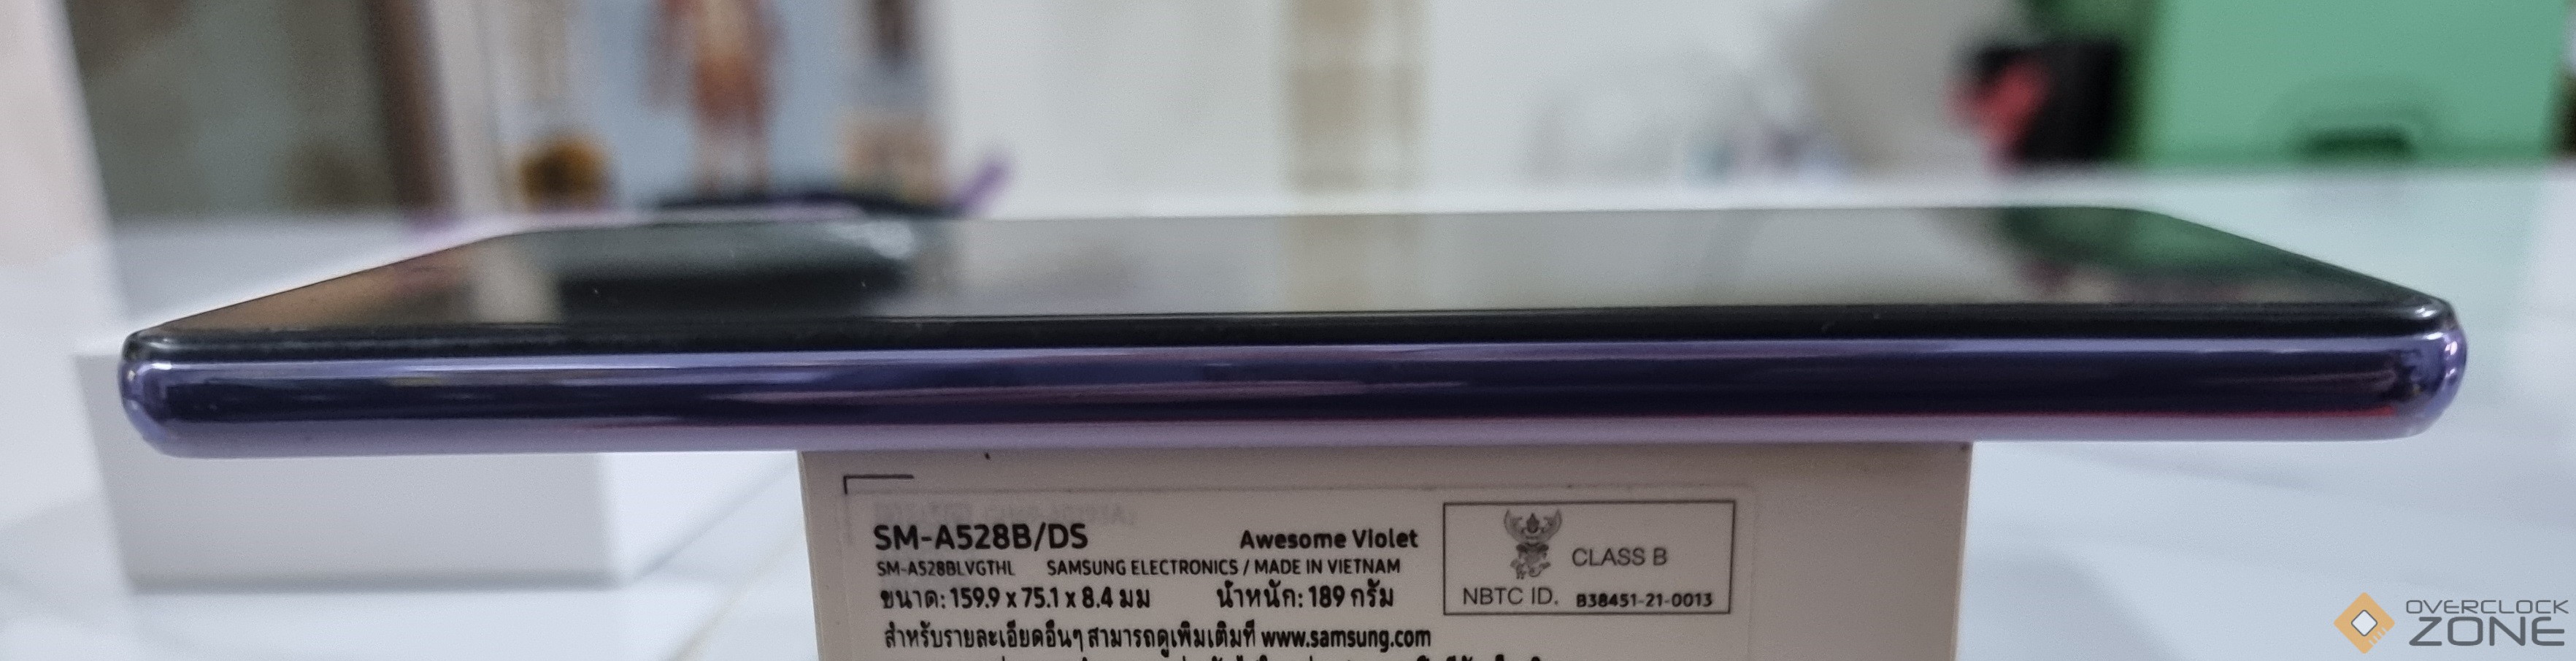 SM-A528B/DS Awesome Violet
SM-A528BLVGTHL SAMSUNG ELECTRONICS / MADE IN VIETNAM
ขนาด: 159.9 x 75.1 x 8.4 มม น้ำหนัก: 189 กรัม
สำหรับรายละเอียดอื่นๆ สามารถดูเพิ่มเติมที่ www.samsung.com
CLASS B
NBTC ID. B38451-21-0013
OVERCLOCK
ZONE